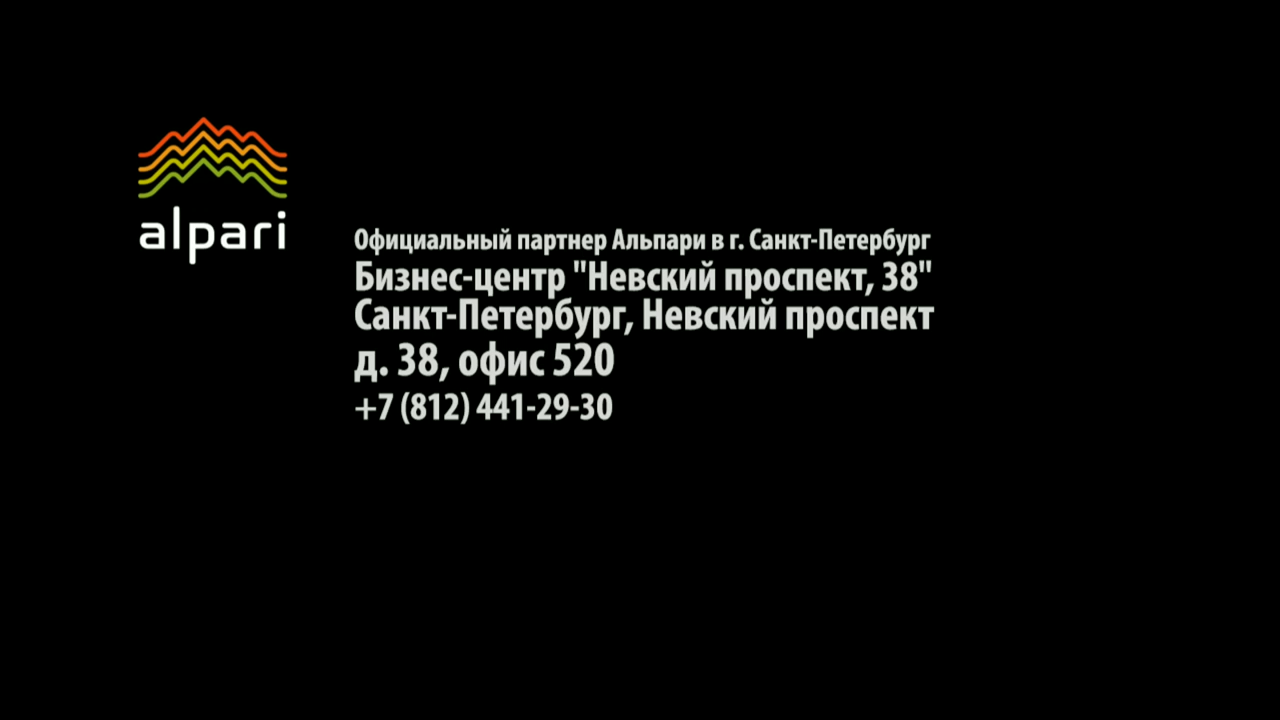 alpari
Официальный партнер Альпари в г. Санкт-Петербург
Бизнес-центр "Невский проспект, 38"
Санкт-Петербург, Невский проспект
д. 38, офис 520
+7 (812) 441-29-30